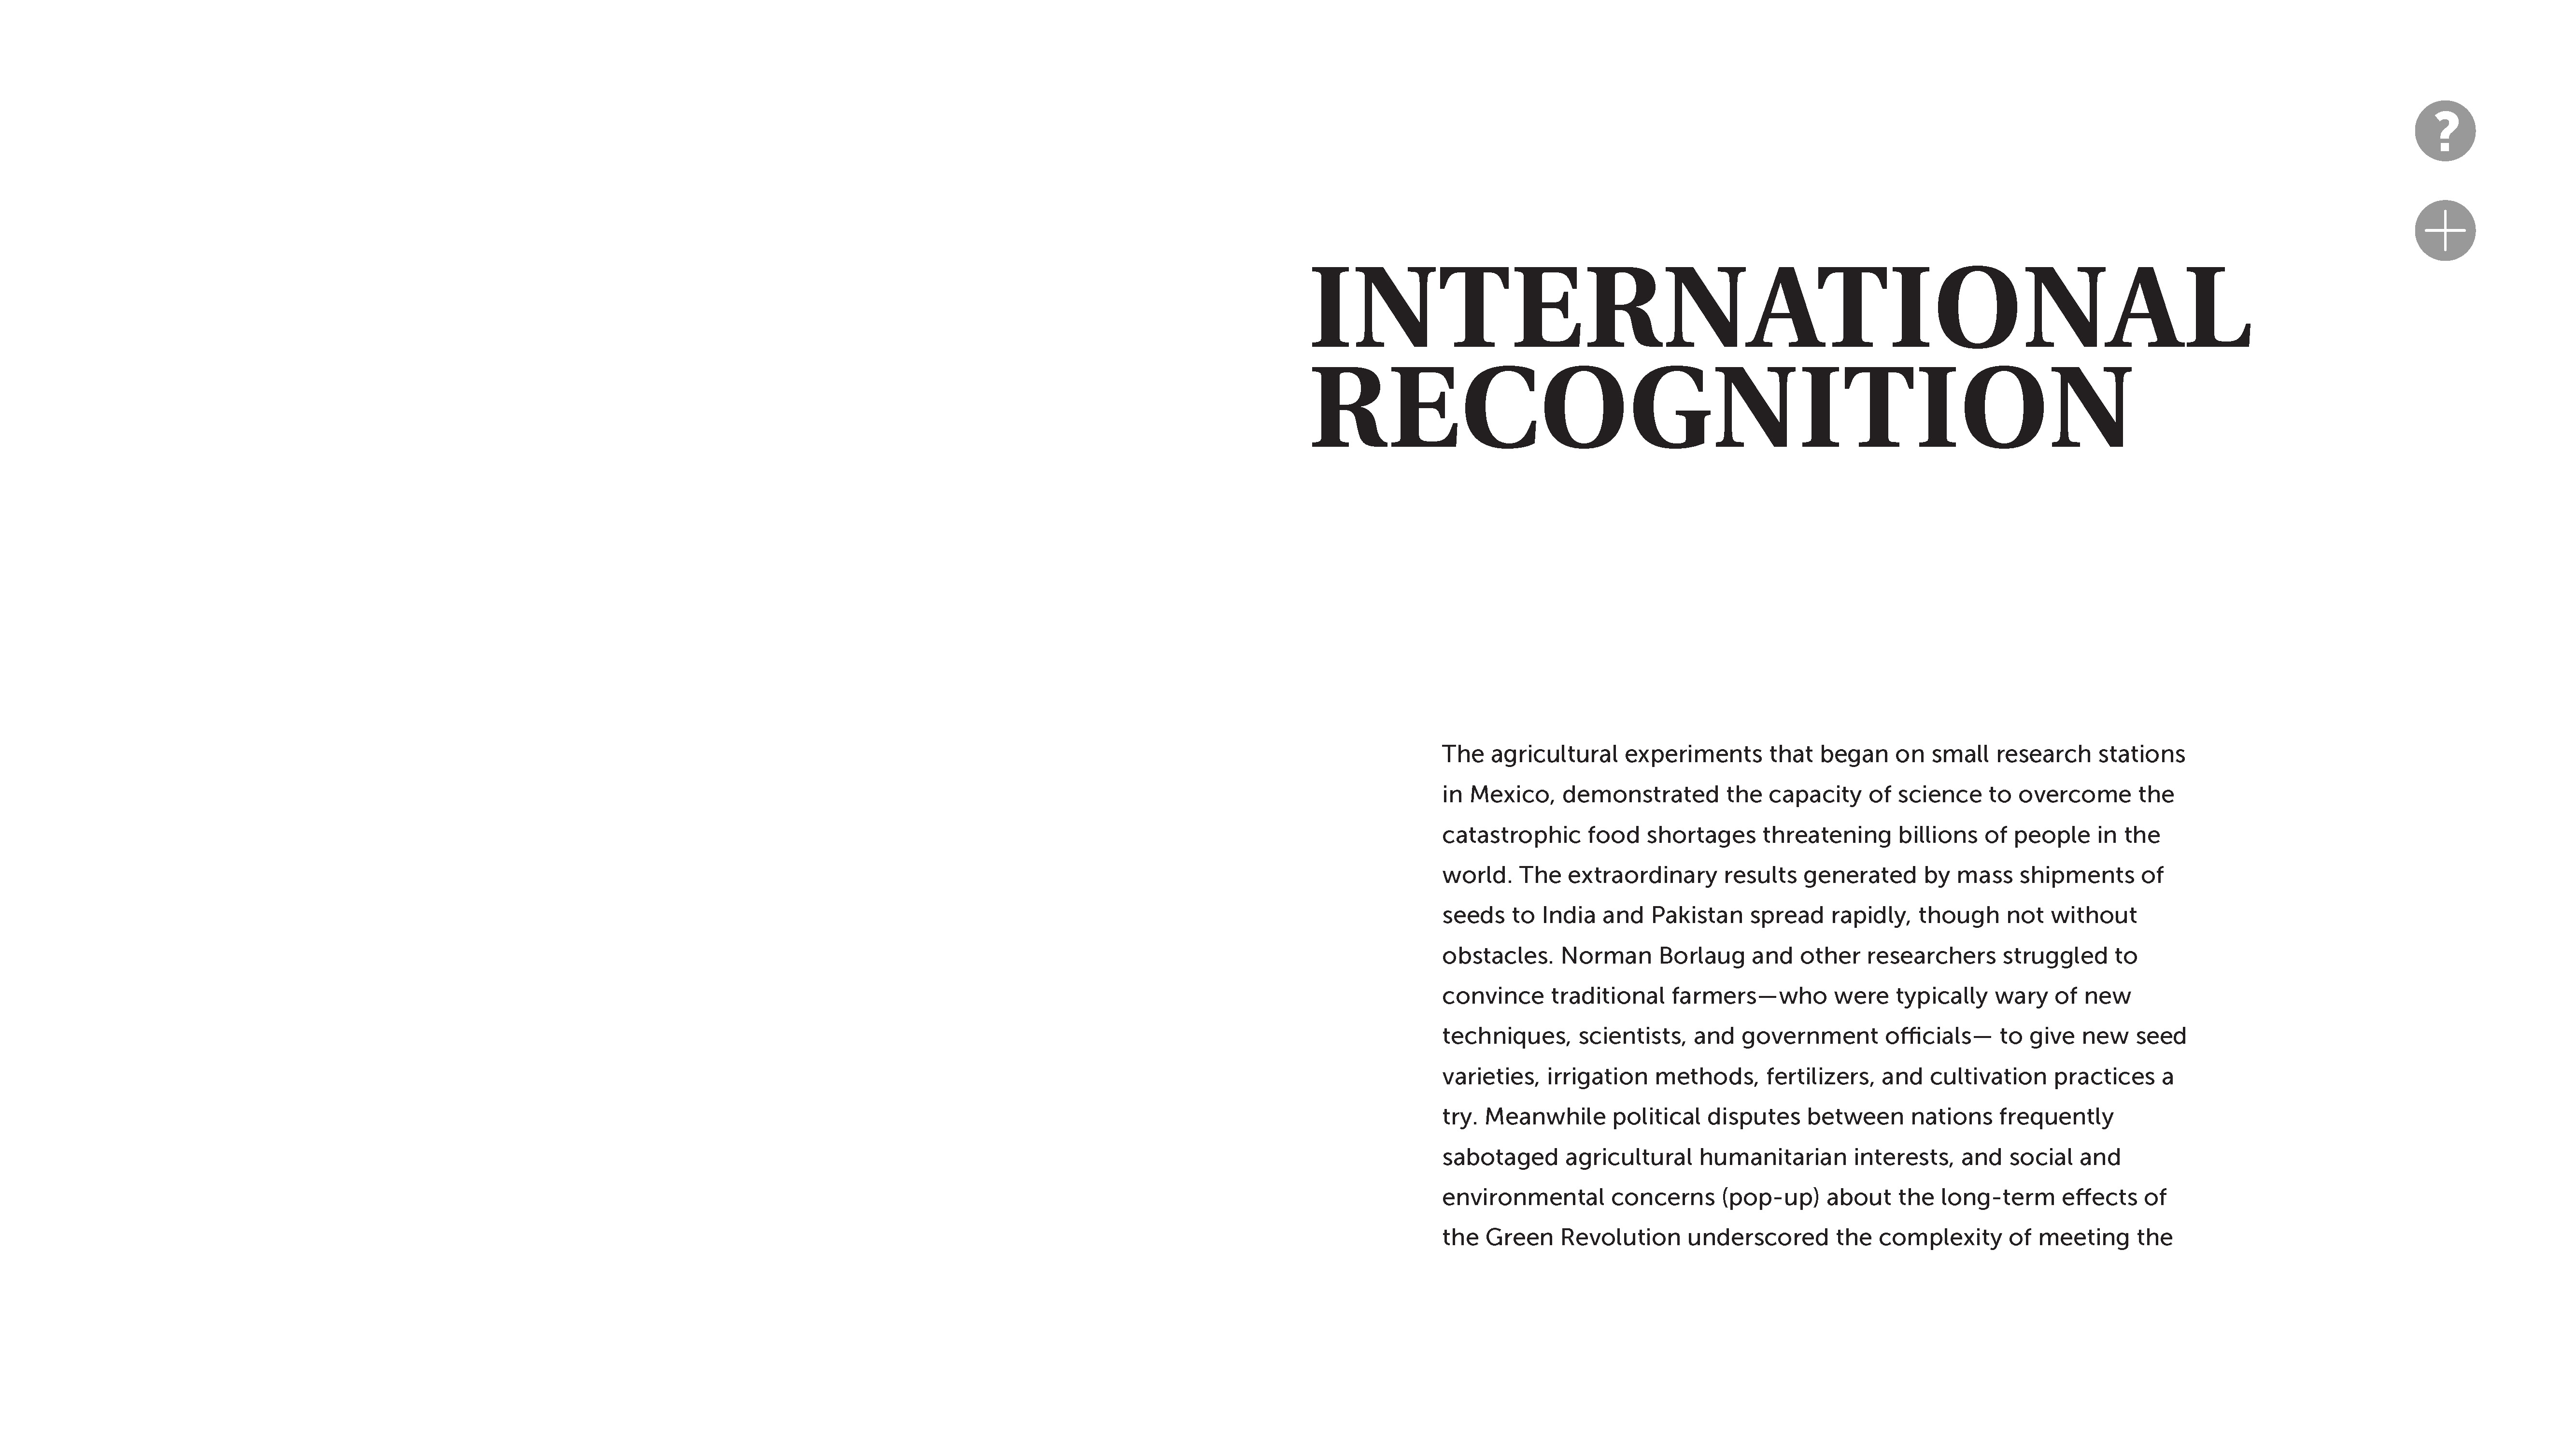 ?
INTERNATIONAL
RECOGNITION
The agricultural experiments that began on small research stations
in Mexico, demonstrated the capacity of science to overcome the
catastrophic food shortages threatening billions of people in the
world. The extraordinary results generated by mass shipments of
seeds to India and Pakistan spread rapidly, though not without
obstacles. Norman Borlaug and other researchers struggled to
convince traditional farmers—who were typically wary of new
techniques, scientists, and government officials— to give new seed
varieties, irrigation methods, fertilizers, and cultivation practices a
try. Meanwhile political disputes between nations frequently
sabotaged agricultural humanitarian interests, and social and
environmental concerns (pop-up) about the long-term effects of
the Green Revolution underscored the complexity of meeting the